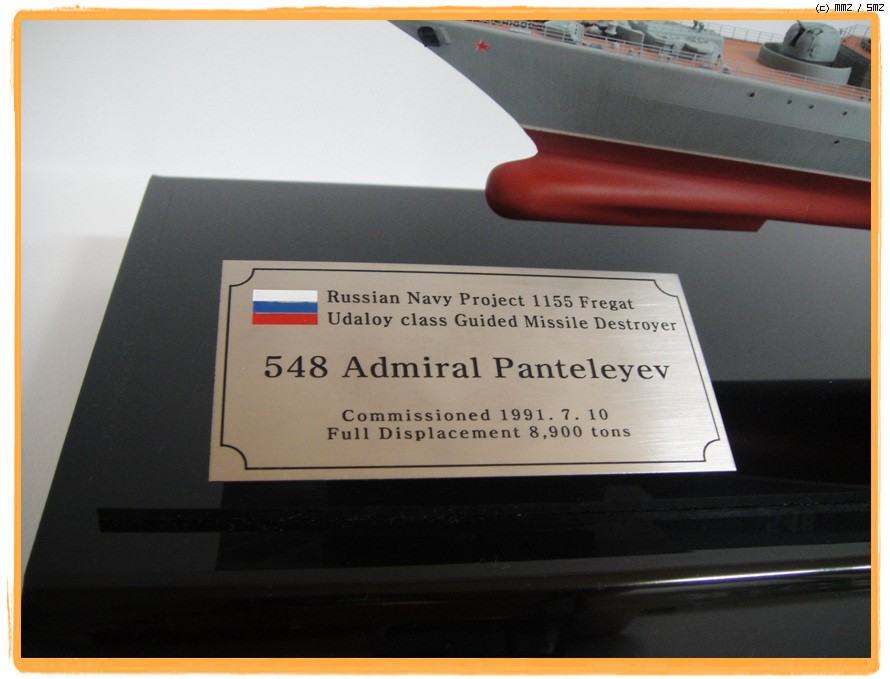 (c) MMZ / SMZ
Russian Navy Project 1155 Fregat
Udaloy class Guided Missile Destroyer
548 Admiral Panteleyev
Commissioned 1991. 7. 10
Full Displacement 8,900 tons